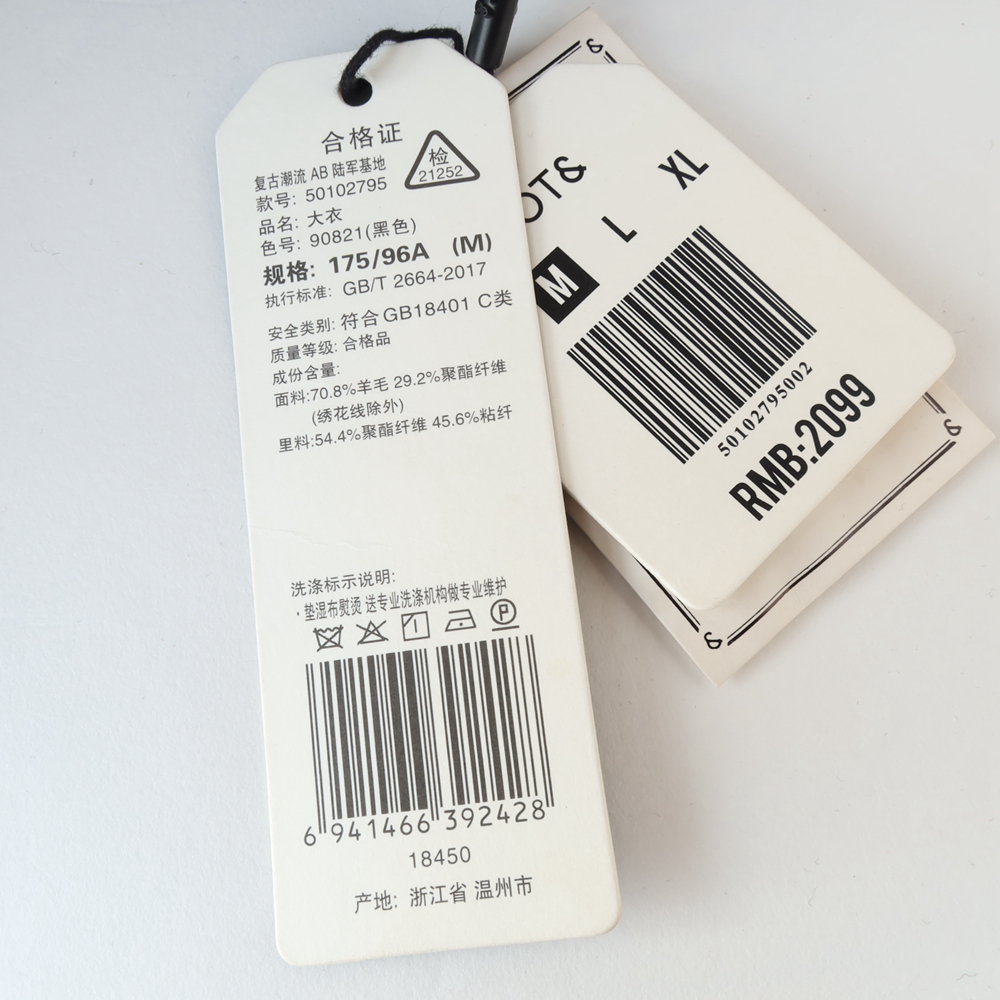 合格证
复古潮流 AB 陆军基地
检
21252
款号: 50102795
品名: 大衣
色号: 90821(黑色)
规格: 175/96A (M)
执行标准: GB/T 2664-2017
安全类别: 符合 GB18401 C类
质量等级: 合格品
成份含量:
面料:70.8%羊毛 29.2%聚酯纤维
(绣花线除外)
里料:54.4%聚酯纤维 45.6%粘纤
洗涤标示说明:
·垫湿布熨烫 送专业洗涤机构做专业维护
P
6 941466 392428
18450
产地: 浙江省 温州市
OT&
M L XL
50102795002
RMB:2099
&
&
&